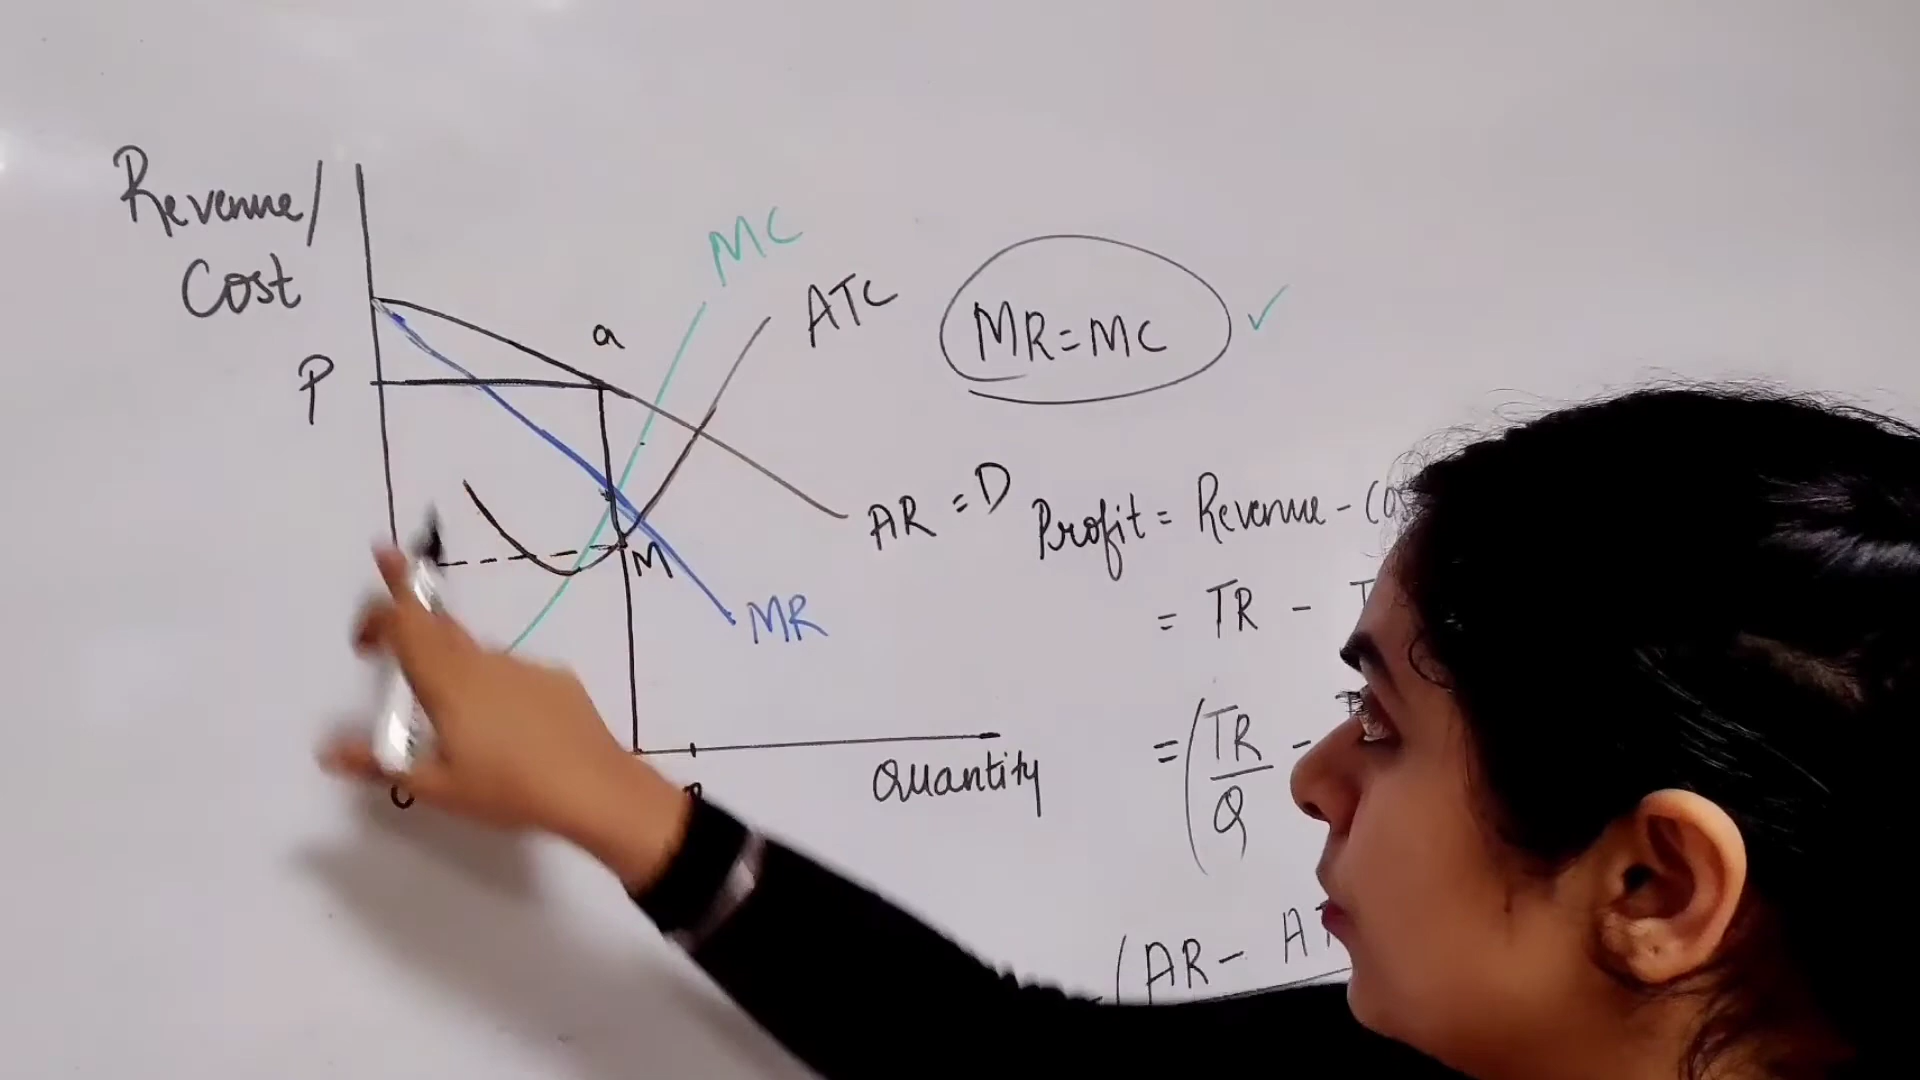 Revenue/
Cost
P
a
MC
ATC
MR=MC ✓
AR = D
M
MR
Quantity
Profit = Revenue -
= TR -
= (TR
Q
-
(AR -